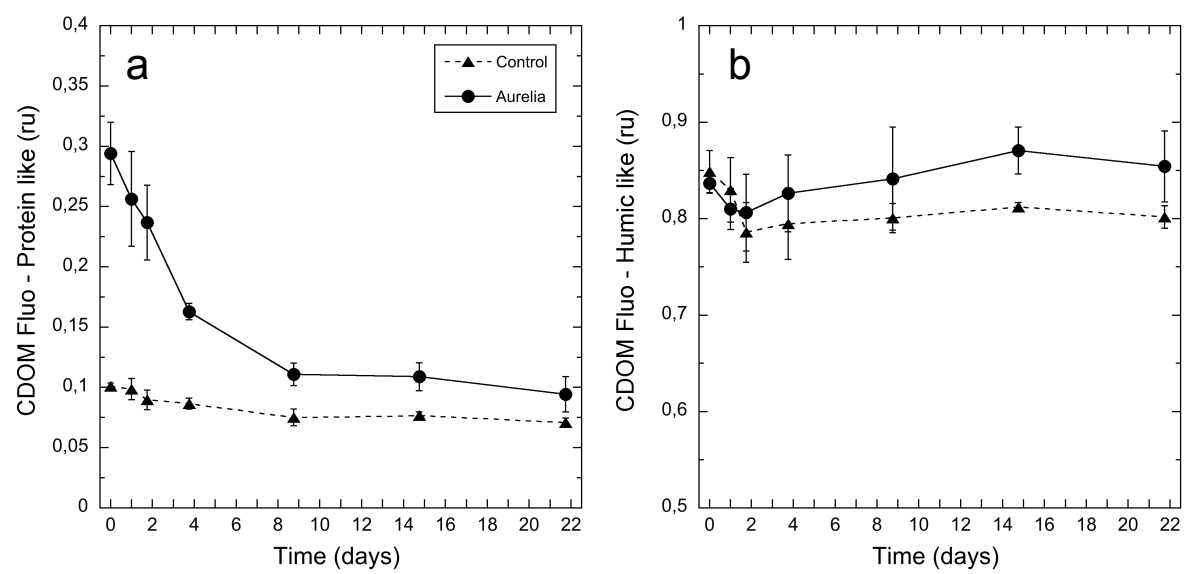 a
Control
Aurelia
CDOM Fluo - Protein like (ru)
0,4
0,35
0,3
0,25
0,2
0,15
0,1
0,05
0
0 2 4 6 8 10 12 14 16 18 20 22
Time (days)
b
CDOM Fluo - Humic like (ru)
1
0,9
0,8
0,7
0,6
0,5
0 2 4 6 8 10 12 14 16 18 20 22
Time (days)